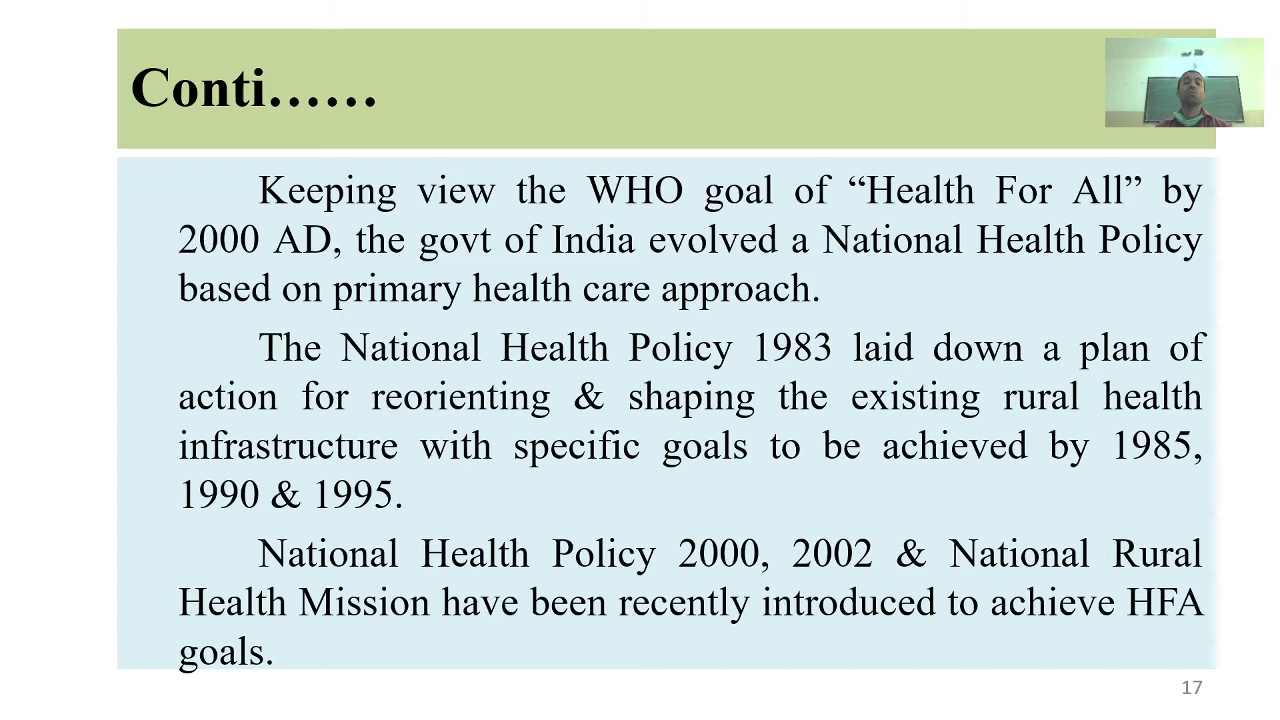 Conti……
Keeping view the WHO goal of “Health For All” by
2000 AD, the govt of India evolved a National Health Policy
based on primary health care approach.
The National Health Policy 1983 laid down a plan of
action for reorienting & shaping the existing rural health
infrastructure with specific goals to be achieved by 1985,
1990 & 1995.
National Health Policy 2000, 2002 & National Rural
Health Mission have been recently introduced to achieve HFA
goals.
17